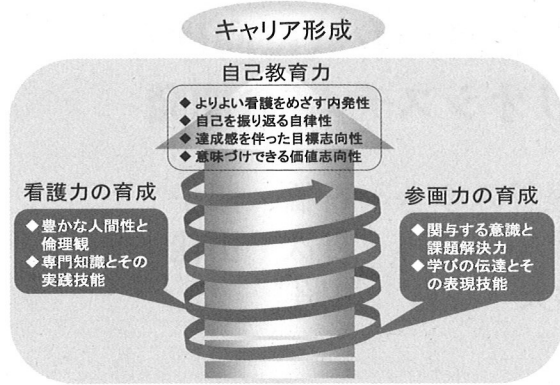 キャリア形成
自己教育力
◆ よりよい看護をめざす内発性
◆ 自己を振り返る自律性
◆ 達成感を伴った目標志向性
◆ 意味づけできる価値志向性
看護力の育成
◆豊かな人間性と
倫理観
◆専門知識とその
実践技能
参画力の育成
◆関与する意識と
課題解決力
◆学びの伝達とそ
の表現技能